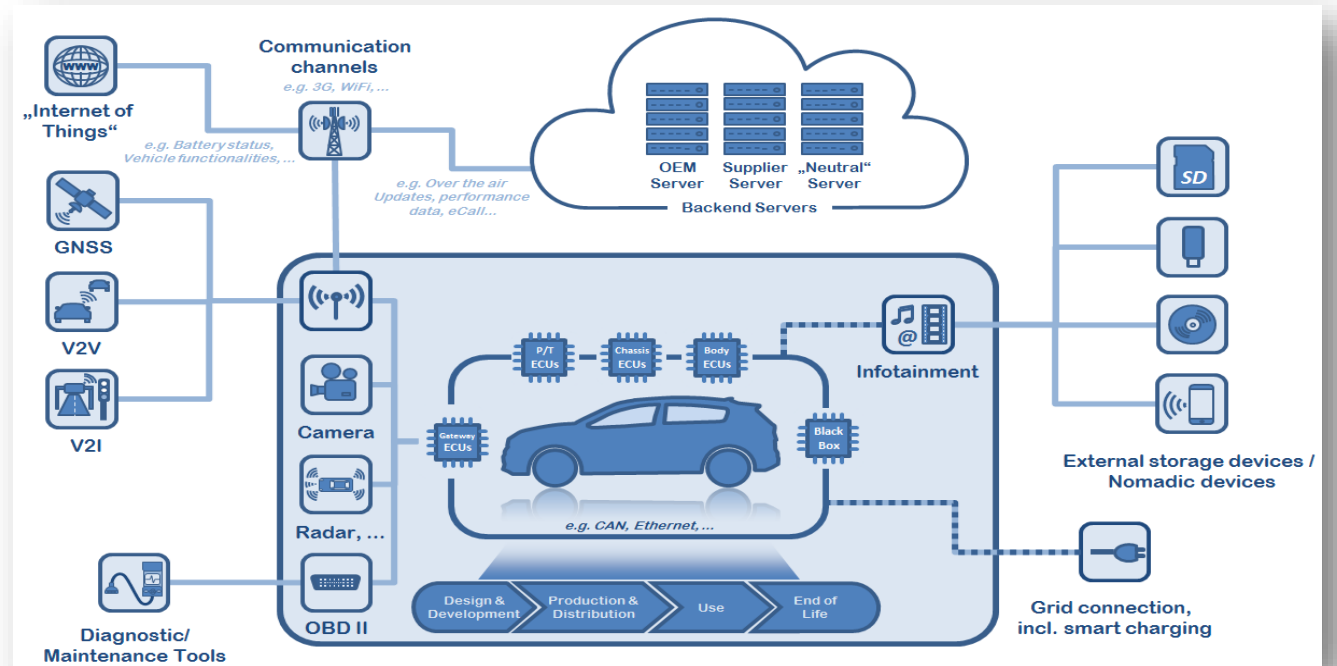 www
„Internet of
Things“
Communication
channels
e.g. 3G, WiFi, ...
e.g. Battery status,
Vehicle functionalities, ...
e.g. Over the air
Updates, performance
data, eCall...
OEM
Server
Supplier
Server
„Neutral“
Server
Backend Servers
GNSS
V2V
V2I
Camera
Radar, ...
OBD II
Diagnostic/
Maintenance Tools
Gateway
ECUs
P/T
ECUs
Chassis
ECUs
Body
ECUs
Black
Box
e.g. CAN, Ethernet, ...
Design &
Development
Production &
Distribution
Use
End of
Life
@
Infotainment
SD
External storage devices /
Nomadic devices
Grid connection,
incl. smart charging